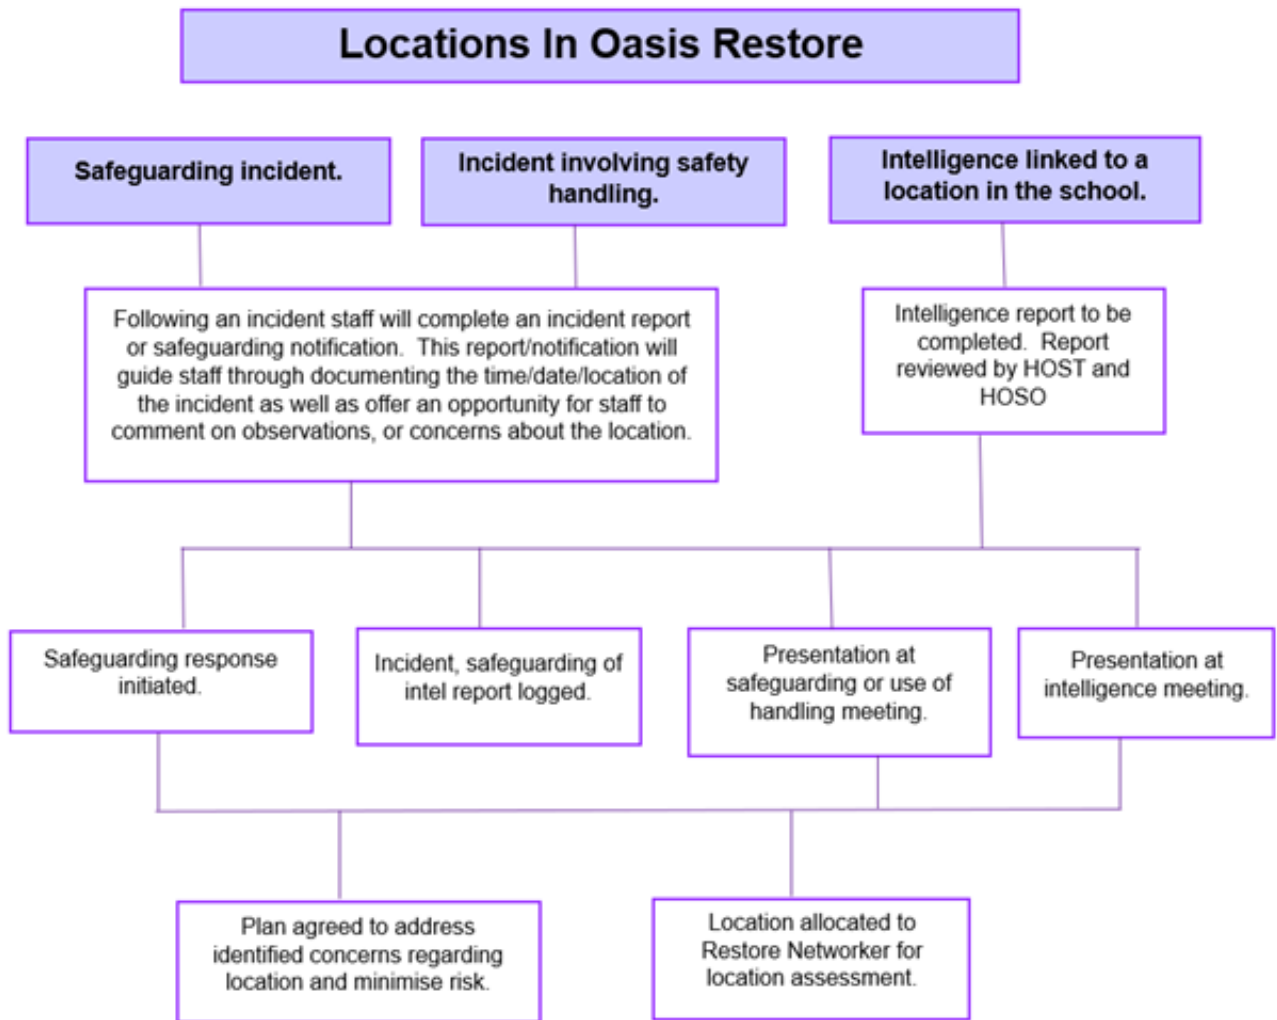 Locations In Oasis Restore
Safeguarding incident.
Incident involving safety
handling.
Intelligence linked to a
location in the school.
Following an incident staff will complete an incident report
or safeguarding notification.  This report/notification will
guide staff through documenting the time/date/location of
the incident as well as offer an opportunity for staff to
comment on observations, or concerns about the location.
Intelligence report to be
completed.  Report
reviewed by HOST and
HOSO
Safeguarding response
initiated.
Incident, safeguarding of
intel report logged.
Presentation at
safeguarding or use of
handling meeting.
Presentation at
intelligence meeting.
Plan agreed to address
identified concerns regarding
location and minimise risk.
Location allocated to
Restore Networker for
location assessment.